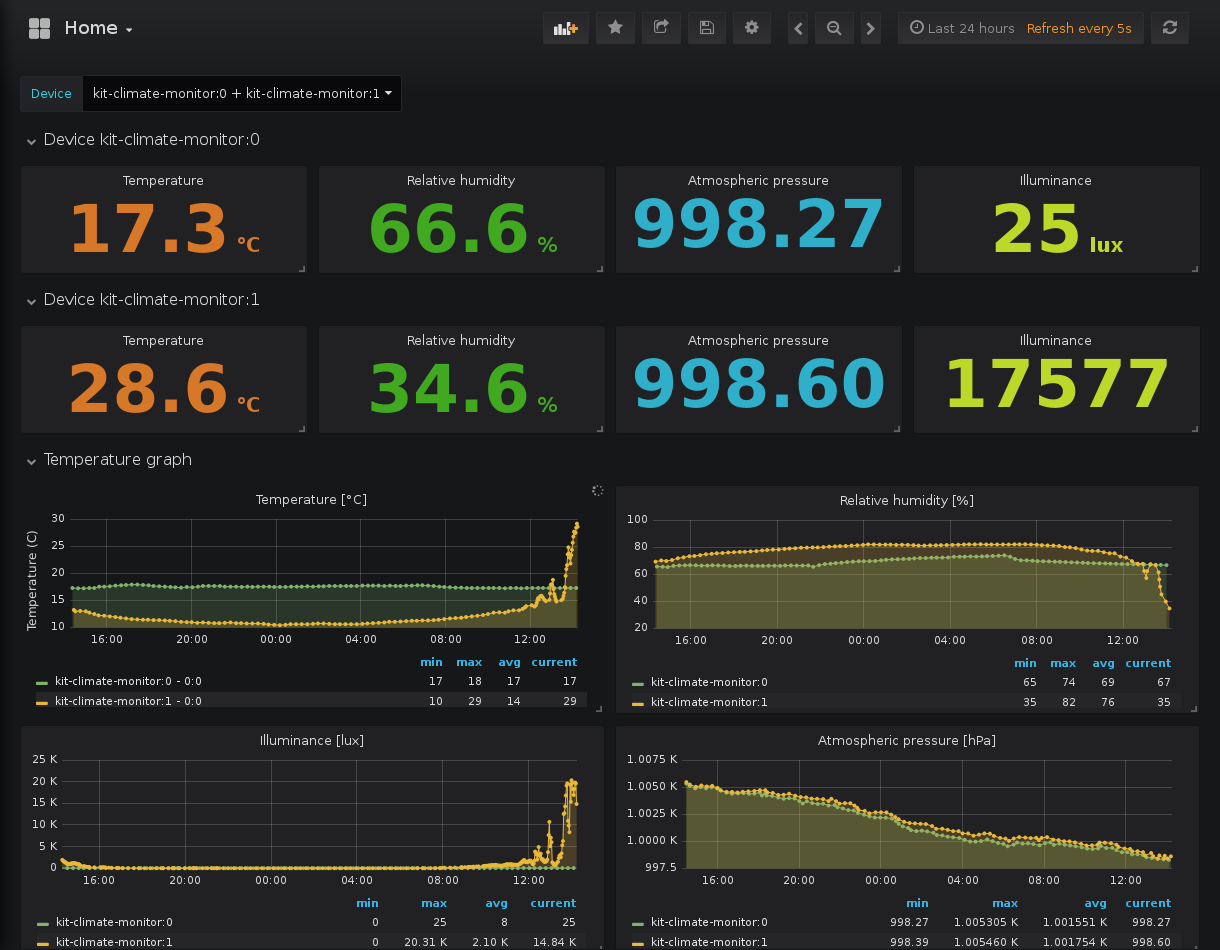 Home
Last 24 hours Refresh every 5s
Device kit-climate-monitor:0 + kit-climate-monitor:1
Device kit-climate-monitor:0
Temperature Relative humidity Atmospheric pressure Illuminance
17.3 °C 66.6 % 998.27 25 lux
Device kit-climate-monitor:1
Temperature Relative humidity Atmospheric pressure Illuminance
28.6 °C 34.6 % 998.60 17577
Temperature graph
Temperature [°C]
Temperature (C)
30
25
20
15
10
16:00 20:00 00:00 04:00 08:00 12:00
min max avg current
kit-climate-monitor:0 - 0:0 17 18 17 17
kit-climate-monitor:1 - 0:0 10 29 14 29
Relative humidity [%]
100
80
60
40
20
16:00 20:00 00:00 04:00 08:00 12:00
min max avg current
kit-climate-monitor:0 65 74 69 67
kit-climate-monitor:1 35 82 76 35
Illuminance [lux]
25 K
20 K
15 K
10 K
5 K
0
16:00 20:00 00:00 04:00 08:00 12:00
min max avg current
kit-climate-monitor:0 0 25 8 25
kit-climate-monitor:1 0 20.31 K 2.10 K 14.84 K
Atmospheric pressure [hPa]
1.0075 K
1.0050 K
1.0025 K
1.0000 K
997.5
16:00 20:00 00:00 04:00 08:00 12:00
min max avg current
kit-climate-monitor:0 998.27 1.005305 K 1.001551 K 998.27
kit-climate-monitor:1 998.39 1.005460 K 1.001754 K 998.60